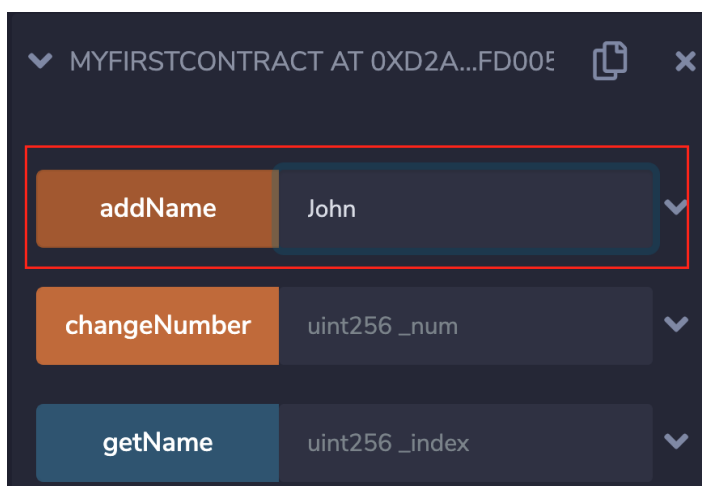 MYFIRSTCONTRACT AT 0XD2A...FD005
addName John
changeNumber uint256 _num
getName uint256 _index